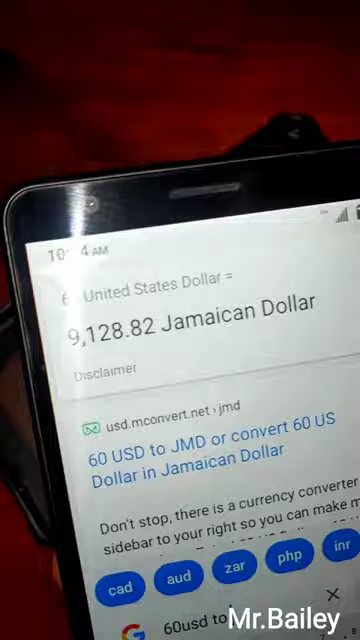 AM
United States Dollar =
9,128.82 Jamaican Dollar
Disclaimer
usd.mconvert.net › jmd
60 USD to JMD or convert 60 US
Dollar in Jamaican Dollar
Don't stop, there is a currency converter
sidebar to your right so you can make m
cad
aud
zar
php
inr
60usd to
Mr.Bailey